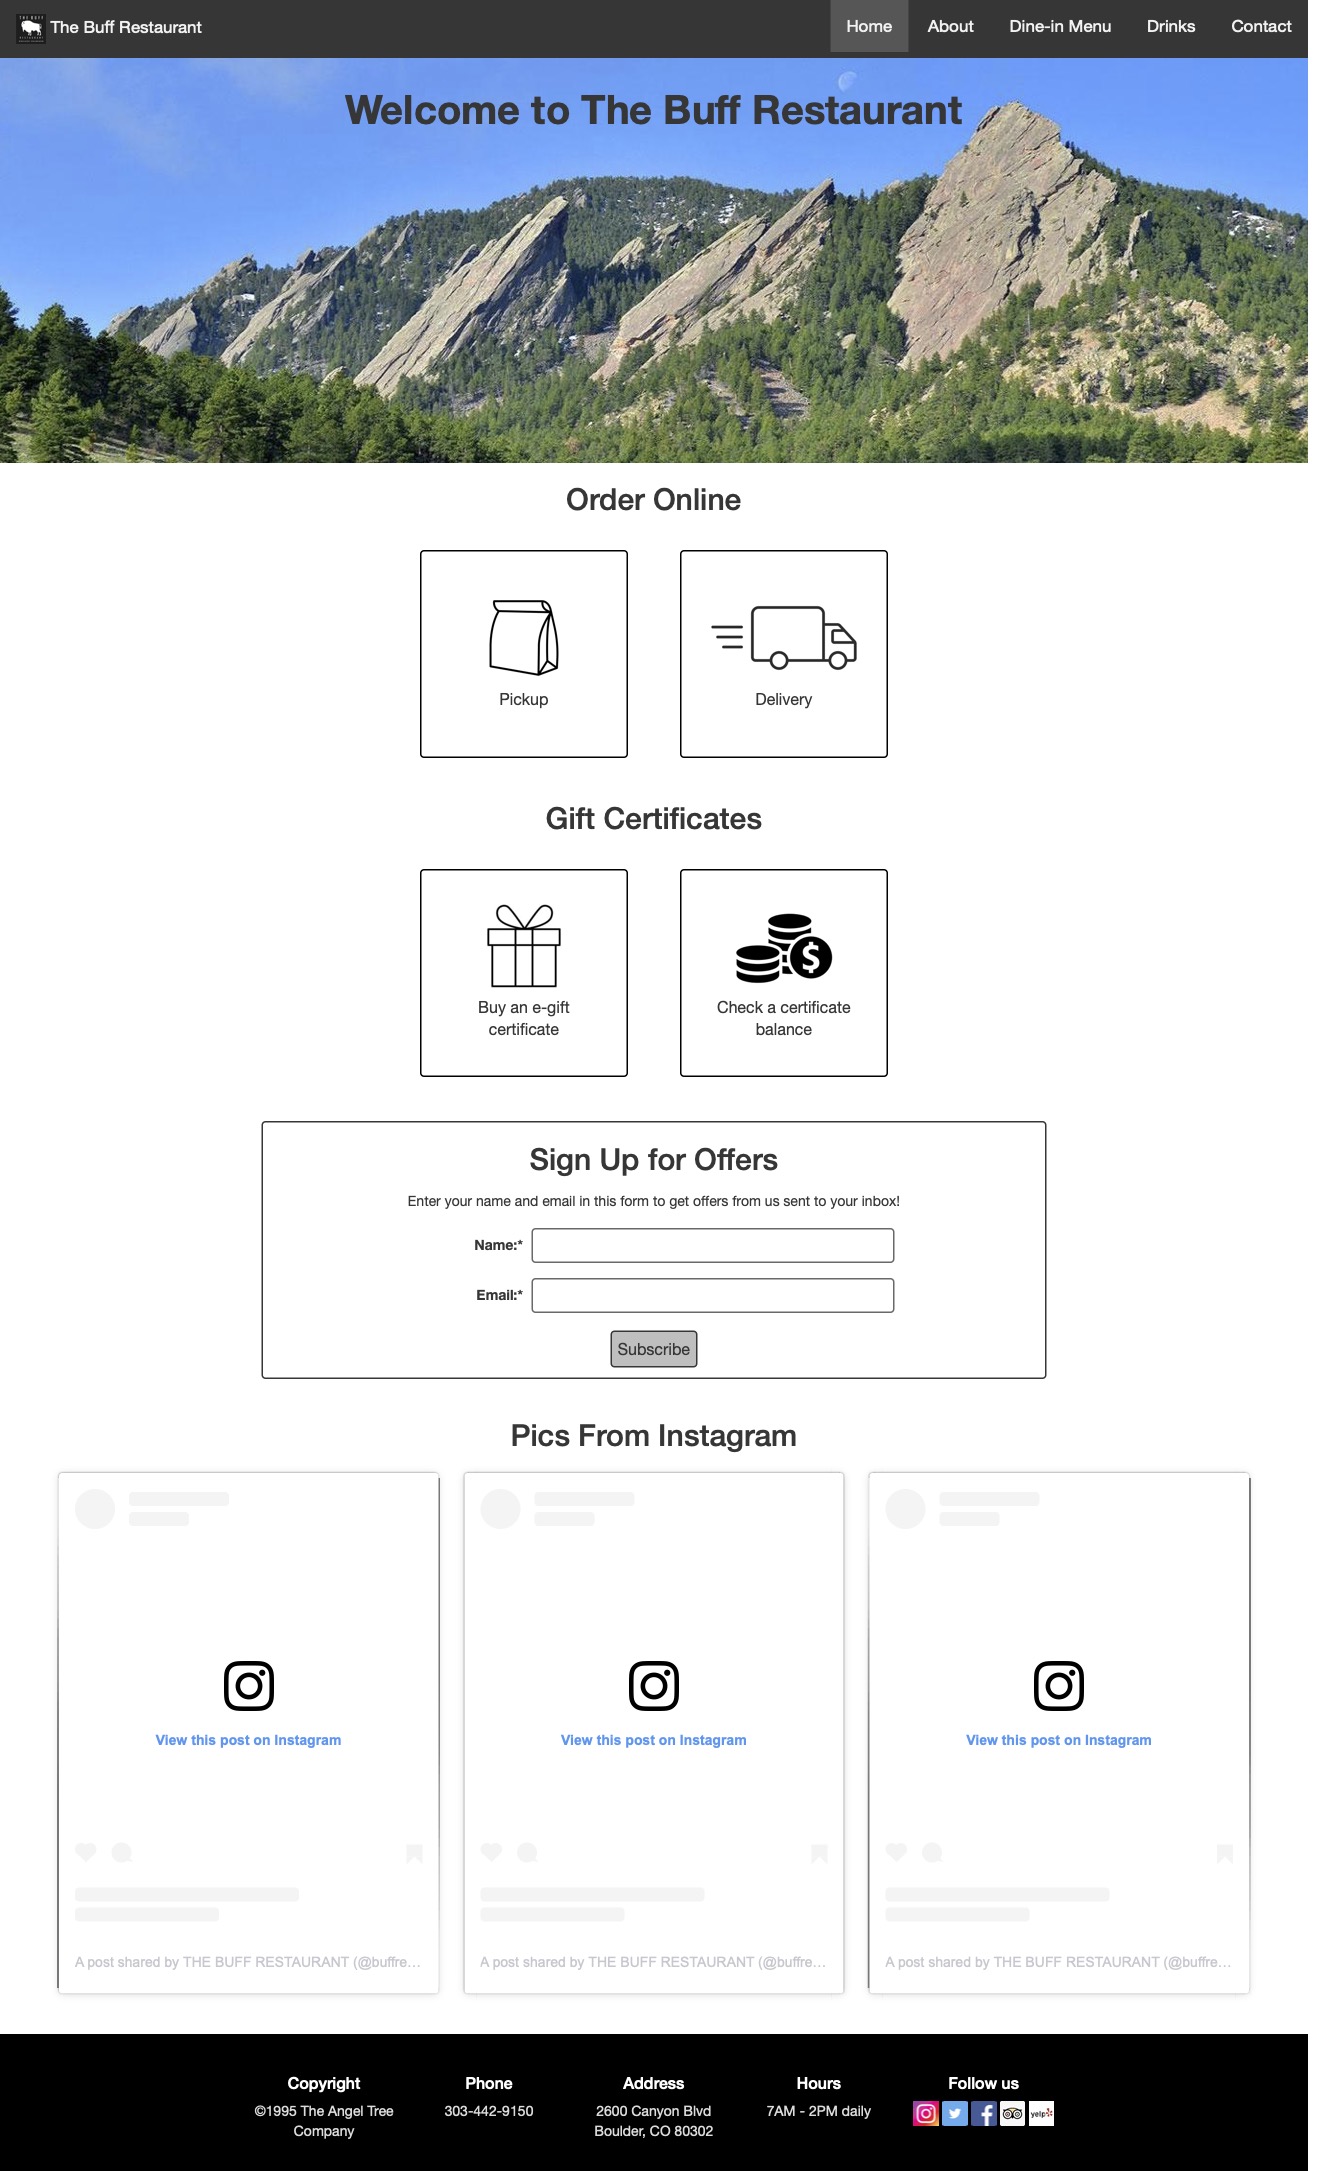 The Buff Restaurant
Home
About
Dine-in Menu
Drinks
Contact
Welcome to The Buff Restaurant
Order Online
Pickup
Delivery
Gift Certificates
Buy an e-gift
certificate
$
Check a certificate
balance
Sign Up for Offers
Enter your name and email in this form to get offers from us sent to your inbox!
Name:*
Email:*
Subscribe
Pics From Instagram
View this post on Instagram
View this post on Instagram
View this post on Instagram
A post shared by THE BUFF RESTAURANT (@buffre...
A post shared by THE BUFF RESTAURANT (@buffre...
A post shared by THE BUFF RESTAURANT (@buffre...
Copyright
©1995 The Angel Tree
Company
Phone
303-442-9150
Address
2600 Canyon Blvd
Boulder, CO 80302
Hours
7AM - 2PM daily
Follow us
yelp